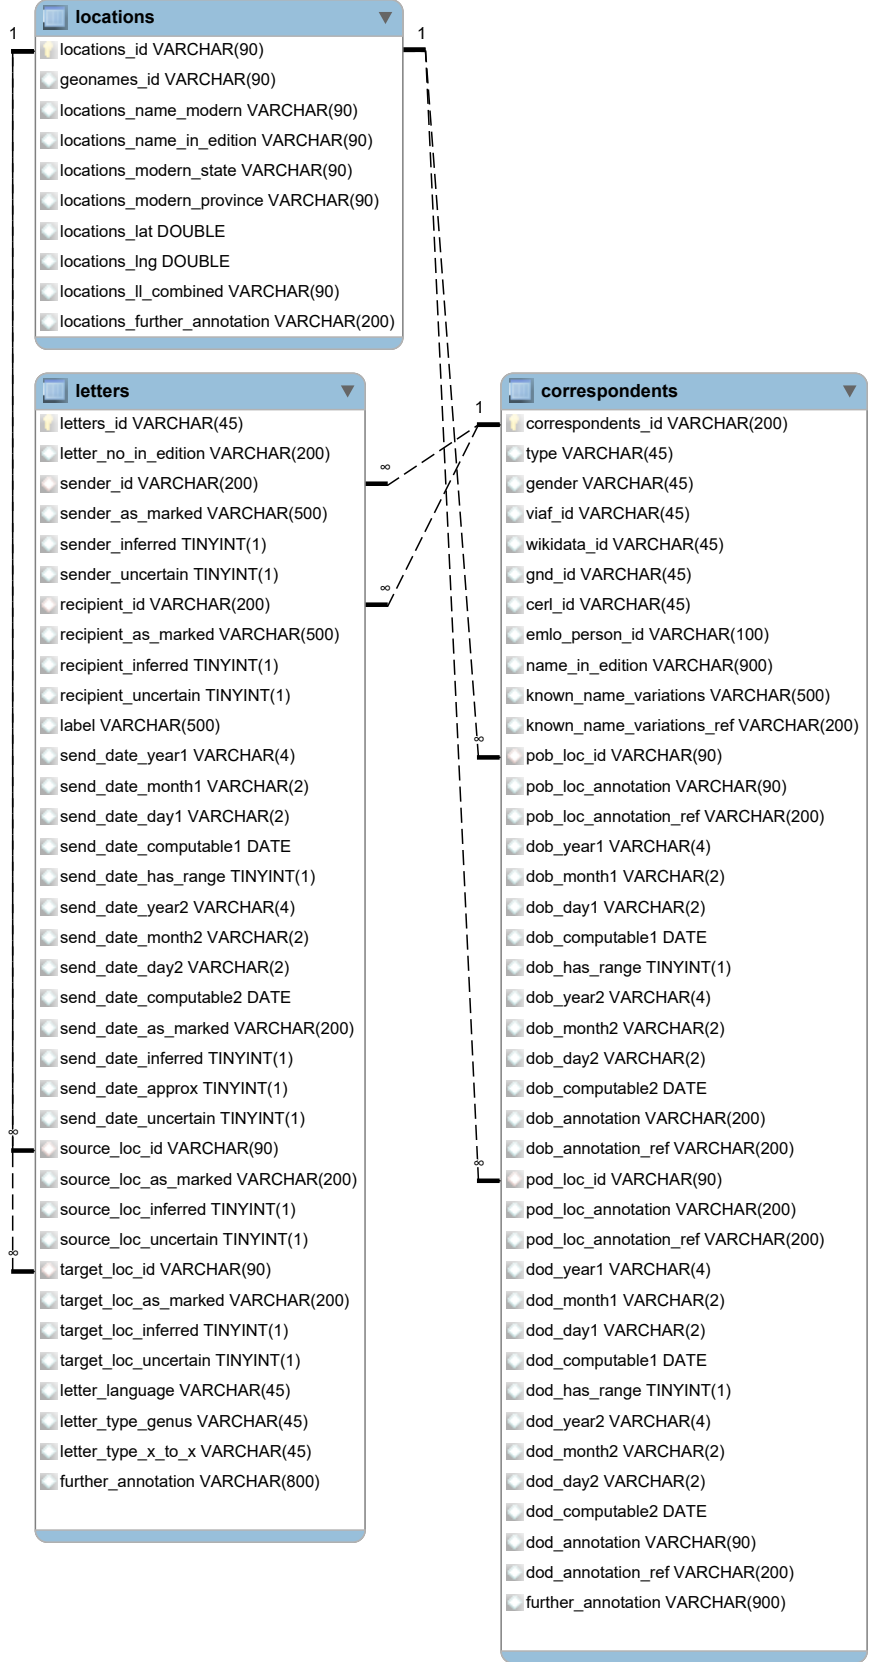 locations
1
1
locations_id VARCHAR(90)
geonames_id VARCHAR(90)
locations_name_modern VARCHAR(90)
locations_name_in_edition VARCHAR(90)
locations_modern_state VARCHAR(90)
locations_modern_province VARCHAR(90)
locations_lat DOUBLE
locations_lng DOUBLE
locations_ll_combined VARCHAR(90)
locations_further_annotation VARCHAR(200)
letters
letters_id VARCHAR(45)
letter_no_in_edition VARCHAR(200)
∞
sender_id VARCHAR(200)
sender_as_marked VARCHAR(500)
sender_inferred TINYINT(1)
sender_uncertain TINYINT(1)
∞
recipient_id VARCHAR(200)
recipient_as_marked VARCHAR(500)
recipient_inferred TINYINT(1)
recipient_uncertain TINYINT(1)
label VARCHAR(500)
send_date_year1 VARCHAR(4)
send_date_month1 VARCHAR(2)
send_date_day1 VARCHAR(2)
send_date_computable1 DATE
send_date_has_range TINYINT(1)
send_date_year2 VARCHAR(4)
send_date_month2 VARCHAR(2)
send_date_day2 VARCHAR(2)
send_date_computable2 DATE
send_date_as_marked VARCHAR(200)
send_date_inferred TINYINT(1)
send_date_approx TINYINT(1)
send_date_uncertain TINYINT(1)
∞
source_loc_id VARCHAR(90)
source_loc_as_marked VARCHAR(200)
source_loc_inferred TINYINT(1)
source_loc_uncertain TINYINT(1)
∞
target_loc_id VARCHAR(90)
target_loc_as_marked VARCHAR(200)
target_loc_inferred TINYINT(1)
target_loc_uncertain TINYINT(1)
letter_language VARCHAR(45)
letter_type_genus VARCHAR(45)
letter_type_x_to_x VARCHAR(45)
further_annotation VARCHAR(800)
correspondents
1
correspondents_id VARCHAR(200)
type VARCHAR(45)
gender VARCHAR(45)
viaf_id VARCHAR(45)
wikidata_id VARCHAR(45)
gnd_id VARCHAR(45)
cerl_id VARCHAR(45)
emlo_person_id VARCHAR(100)
name_in_edition VARCHAR(900)
known_name_variations VARCHAR(500)
known_name_variations_ref VARCHAR(200)
∞
pob_loc_id VARCHAR(90)
pob_loc_annotation VARCHAR(90)
pob_loc_annotation_ref VARCHAR(200)
dob_year1 VARCHAR(4)
dob_month1 VARCHAR(2)
dob_day1 VARCHAR(2)
dob_computable1 DATE
dob_has_range TINYINT(1)
dob_year2 VARCHAR(4)
dob_month2 VARCHAR(2)
dob_day2 VARCHAR(2)
dob_computable2 DATE
dob_annotation VARCHAR(200)
dob_annotation_ref VARCHAR(200)
∞
pod_loc_id VARCHAR(90)
pod_loc_annotation VARCHAR(200)
pod_loc_annotation_ref VARCHAR(200)
dod_year1 VARCHAR(4)
dod_month1 VARCHAR(2)
dod_day1 VARCHAR(2)
dod_computable1 DATE
dod_has_range TINYINT(1)
dod_year2 VARCHAR(4)
dod_month2 VARCHAR(2)
dod_day2 VARCHAR(2)
dod_computable2 DATE
dod_annotation VARCHAR(90)
dod_annotation_ref VARCHAR(200)
further_annotation VARCHAR(900)